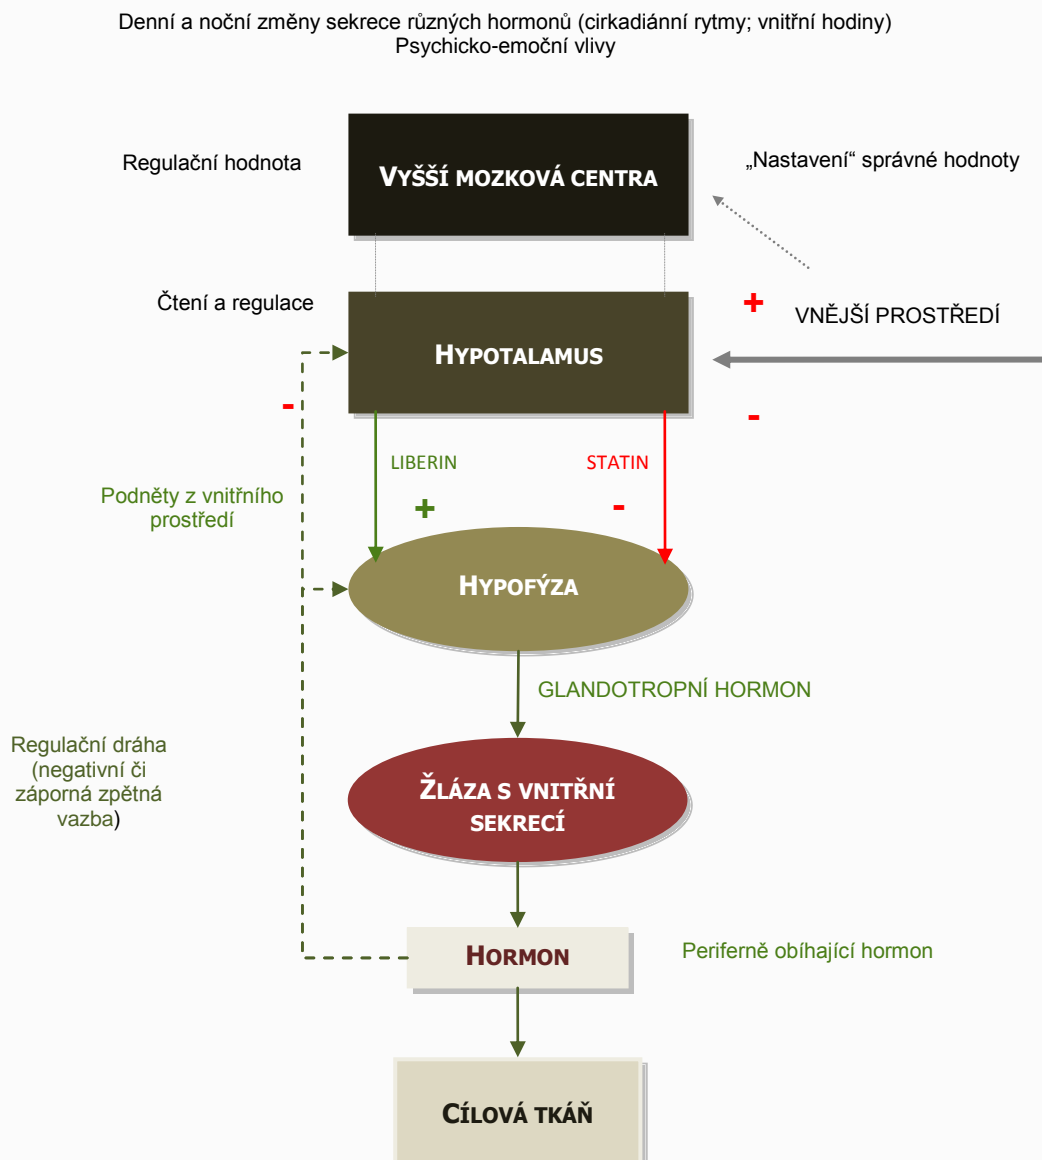 Denní a noční změny sekrece různých hormonů (cirkadiánní rytmy; vnitřní hodiny)
Psychicko-emoční vlivy
Regulační hodnota
VYŠŠÍ MOZKOVÁ CENTRA
„Nastavení“ správné hodnoty
Čtení a regulace
+
VNĚJŠÍ PROSTŘEDÍ
HYPOTALAMUS
-
-
LIBERIN
STATIN
Podněty z vnitřního
prostředí
+
-
HYPOFÝZA
GLANDOTROPNÍ HORMON
Regulační dráha
(negativní či
záporná zpětná
vazba)
ŽLÁZA S VNITŘNÍ
SEKRECÍ
HORMON
Periferně obíhající hormon
CÍLOVÁ TKÁŇ